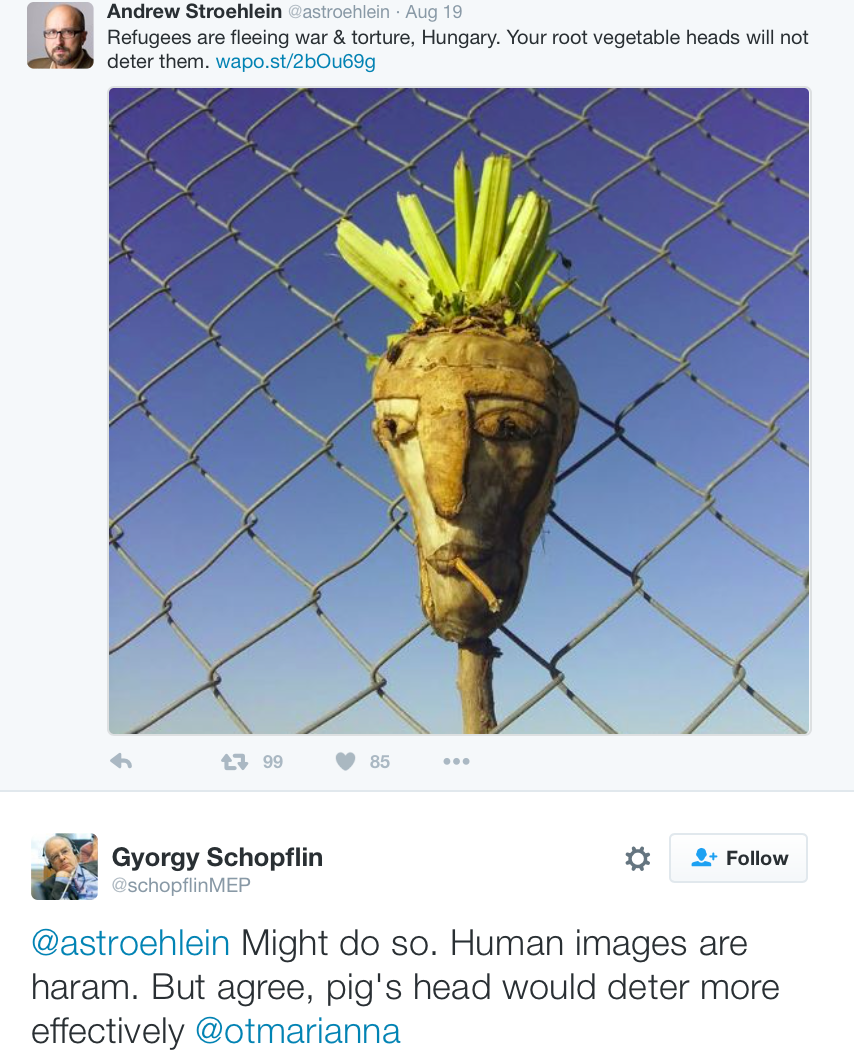 Andrew Stroehlein @astroehlein · Aug 19
Refugees are fleeing war & torture, Hungary. Your root vegetable heads will not
deter them. wapo.st/2bOu69g
99 85
Gyorgy Schopflin
@schopflinMEP
Follow
@astroehlein Might do so. Human images are
haram. But agree, pig's head would deter more
effectively @otmarianna